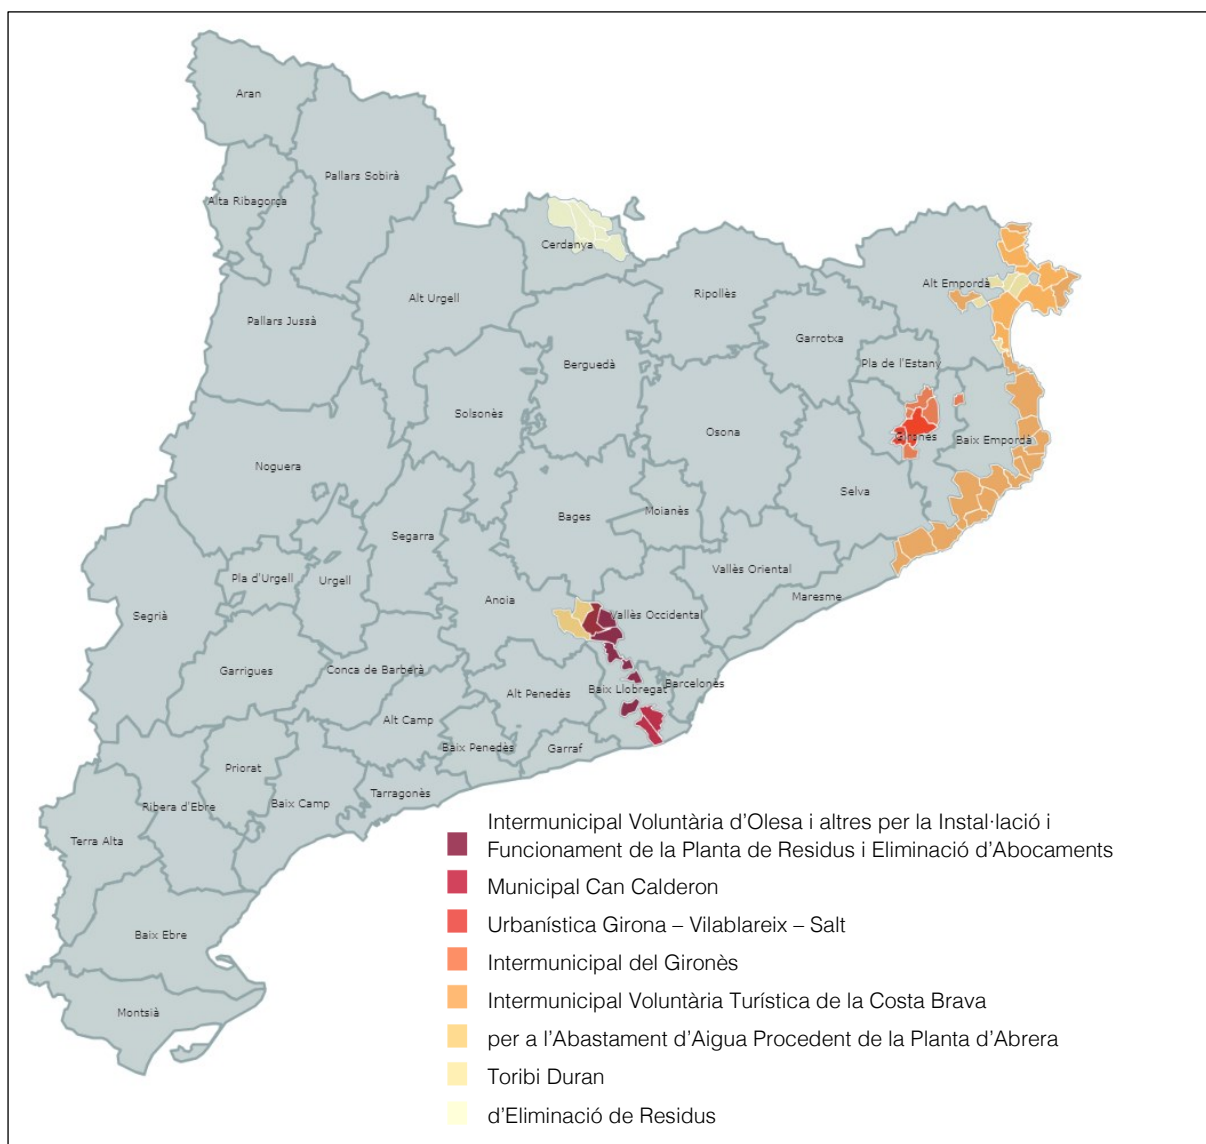 Aran
Pallars Sobirà
Alta Ribagorça
Cerdanya
Alt Urgell
Ripollès
Alt Empordà
Pallars Jussà
Garrotxa
Pla de l'Estany
Berguedà
Solsonès
Osona
Gironès
Baix Empordà
Noguera
Selva
Bages
Moianès
Segarra
Vallès Oriental
Pla d'Urgell
Urgell
Anoia
Maresme
Segrià
Vallès Occidental
Garrigues
Conca de Barberà
Alt Penedès
Baix Llobregat
Barcelonès
Alt Camp
Baix Penedès
Garraf
Priorat
Tarragonès
Ribera d'Ebre
Baix Camp
Terra Alta
Baix Ebre
Montsià
Intermunicipal Voluntària d'Olesa i altres per la Instal·lació i
Funcionament de la Planta de Residus i Eliminació d'Abocaments
Municipal Can Calderon
Urbanística Girona – Vilablareix – Salt
Intermunicipal del Gironès
Intermunicipal Voluntària Turística de la Costa Brava
per a l'Abastament d'Aigua Procedent de la Planta d'Abrera
Toribi Duran
d'Eliminació de Residus